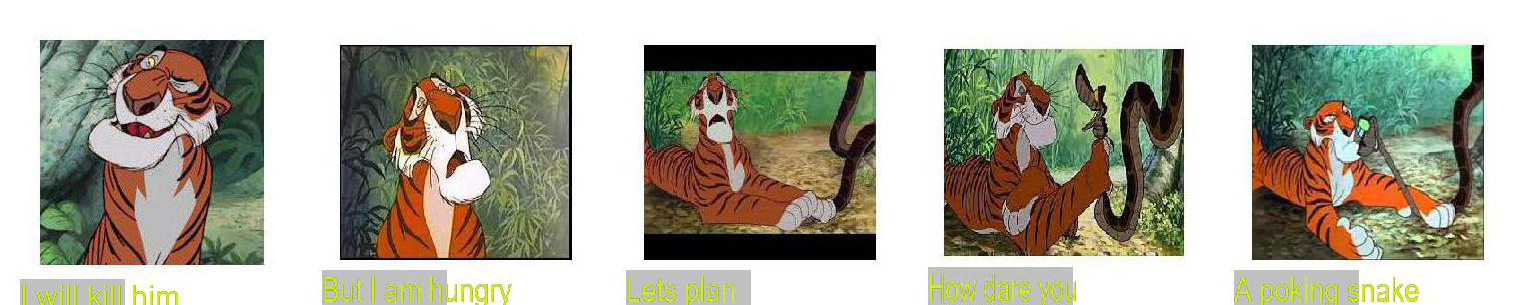 I will kill him
But I am hungry
Lets plan
How dare you
A poking snake